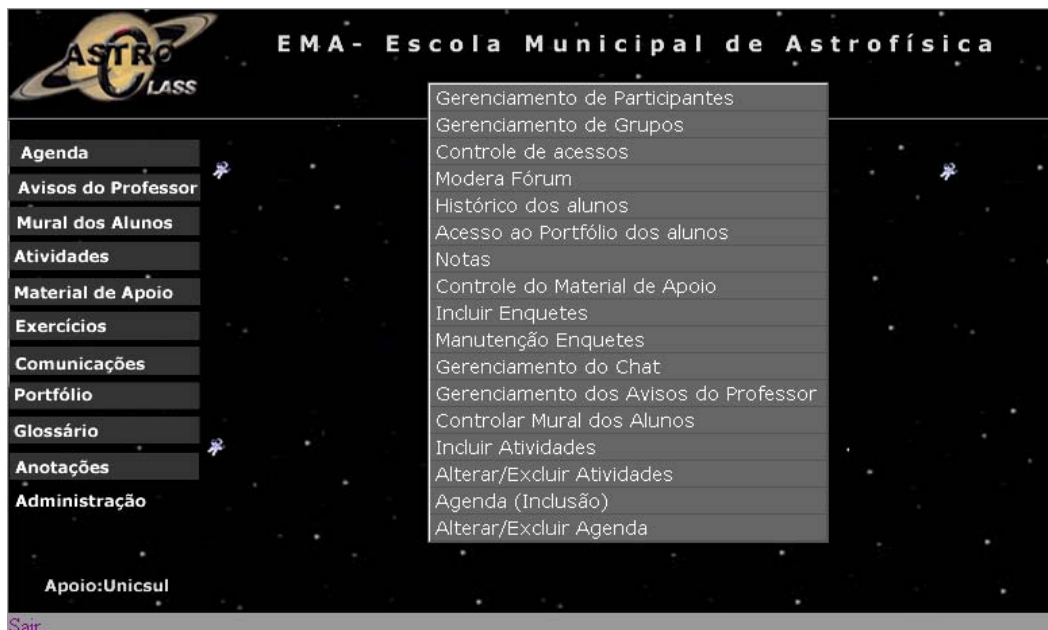 ASTRO
CLASS
EMA- Escola Municipal de Astrofísica
Agenda
Avisos do Professor
Mural dos Alunos
Atividades
Material de Apoio
Exercícios
Comunicações
Portfólio
Glossário
Anotações
Administração
Apoio:Unicsul
Gerenciamento de Participantes
Gerenciamento de Grupos
Controle de acessos
Modera Fórum
Histórico dos alunos
Acesso ao Portfólio dos alunos
Notas
Controle do Material de Apoio
Incluir Enquetes
Manutenção Enquetes
Gerenciamento do Chat
Gerenciamento dos Avisos do Professor
Controlar Mural dos Alunos
Incluir Atividades
Alterar/Excluir Atividades
Agenda (Inclusão)
Alterar/Excluir Agenda
Sair